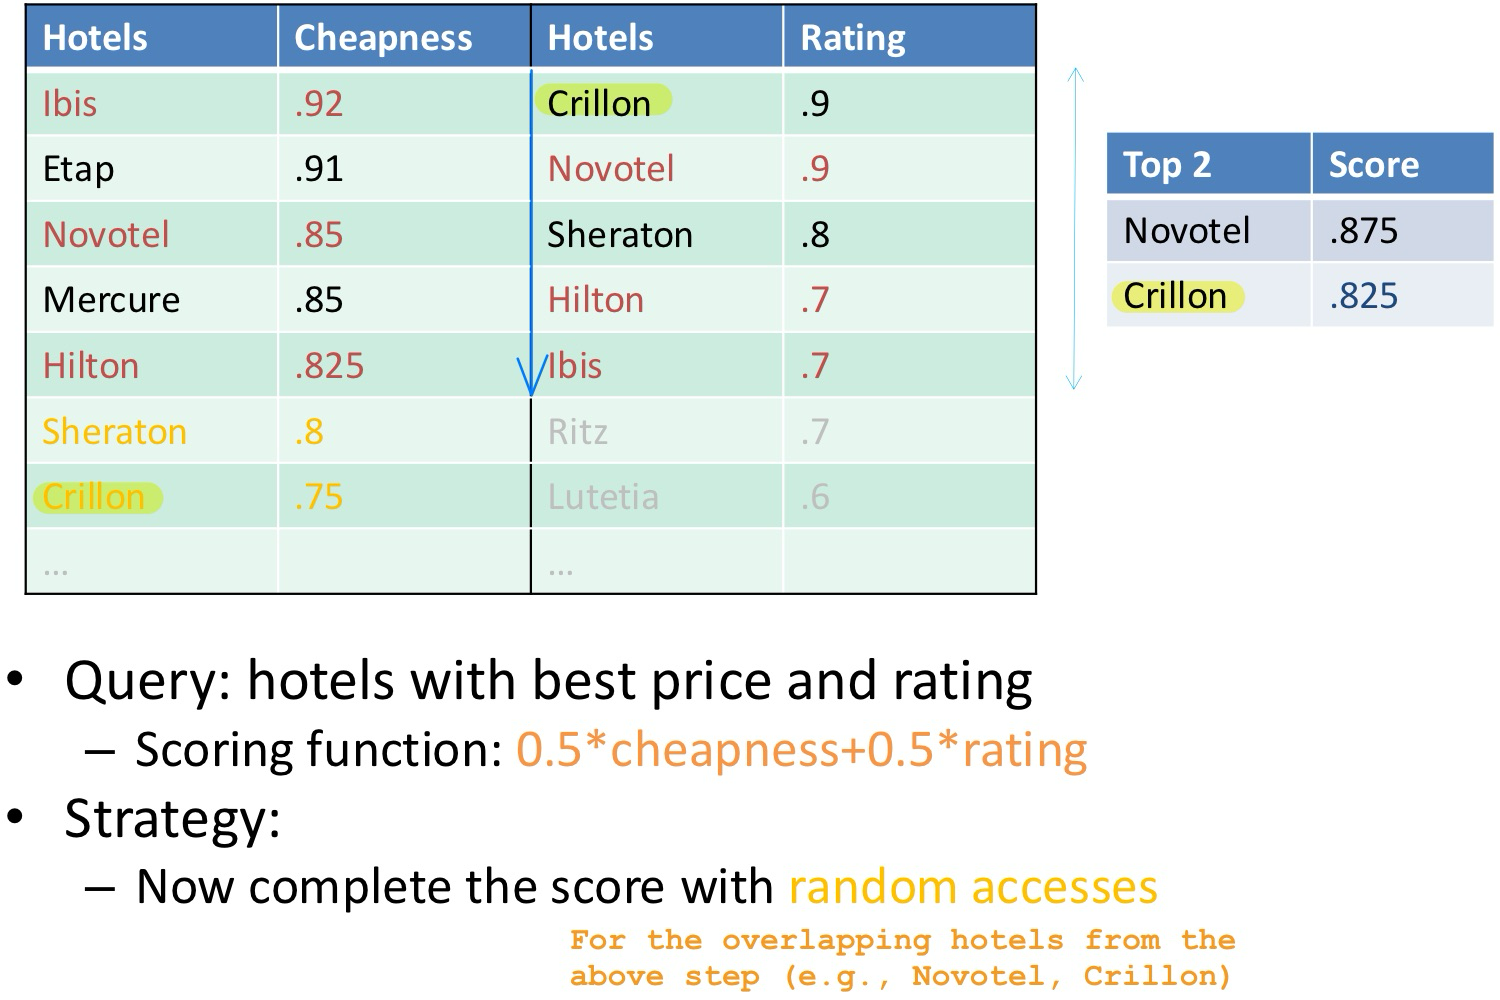 Hotels Cheapness Hotels Rating
Ibis .92 Crillon .9
Etap .91 Novotel .9
Novotel .85 Sheraton .8
Mercure .85 Hilton .7
Hilton .825 Ibis .7
Sheraton .8 Ritz .7
Crillon .75 Lutetia .6
... ...
Top 2 Score
Novotel .875
Crillon .825
• Query: hotels with best price and rating
– Scoring function: 0.5*cheapness+0.5*rating
• Strategy:
– Now complete the score with random accesses
For the overlapping hotels from the
above step (e.g., Novotel, Crillon)